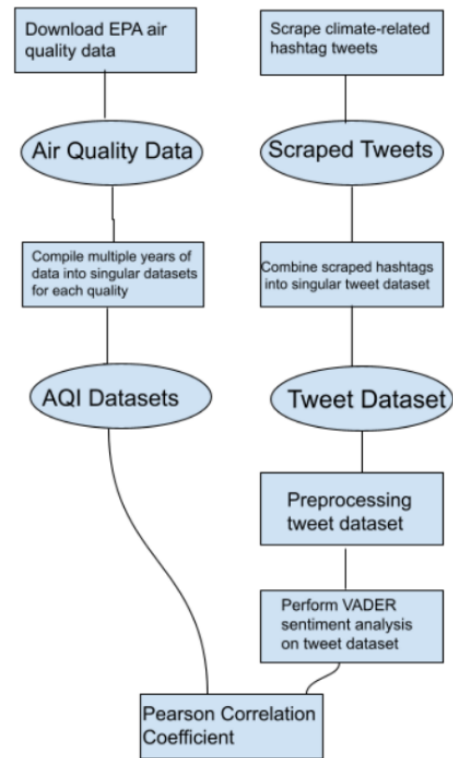 Download EPA air
quality data
Scrape climate-related
hashtag tweets
Air Quality Data
Scraped Tweets
Compile multiple years of
data into singular datasets
for each quality
Combine scraped hashtags
into singular tweet dataset
AQI Datasets
Tweet Dataset
Preprocessing
tweet dataset
Perform VADER
sentiment analysis
on tweet dataset
Pearson Correlation
Coefficient